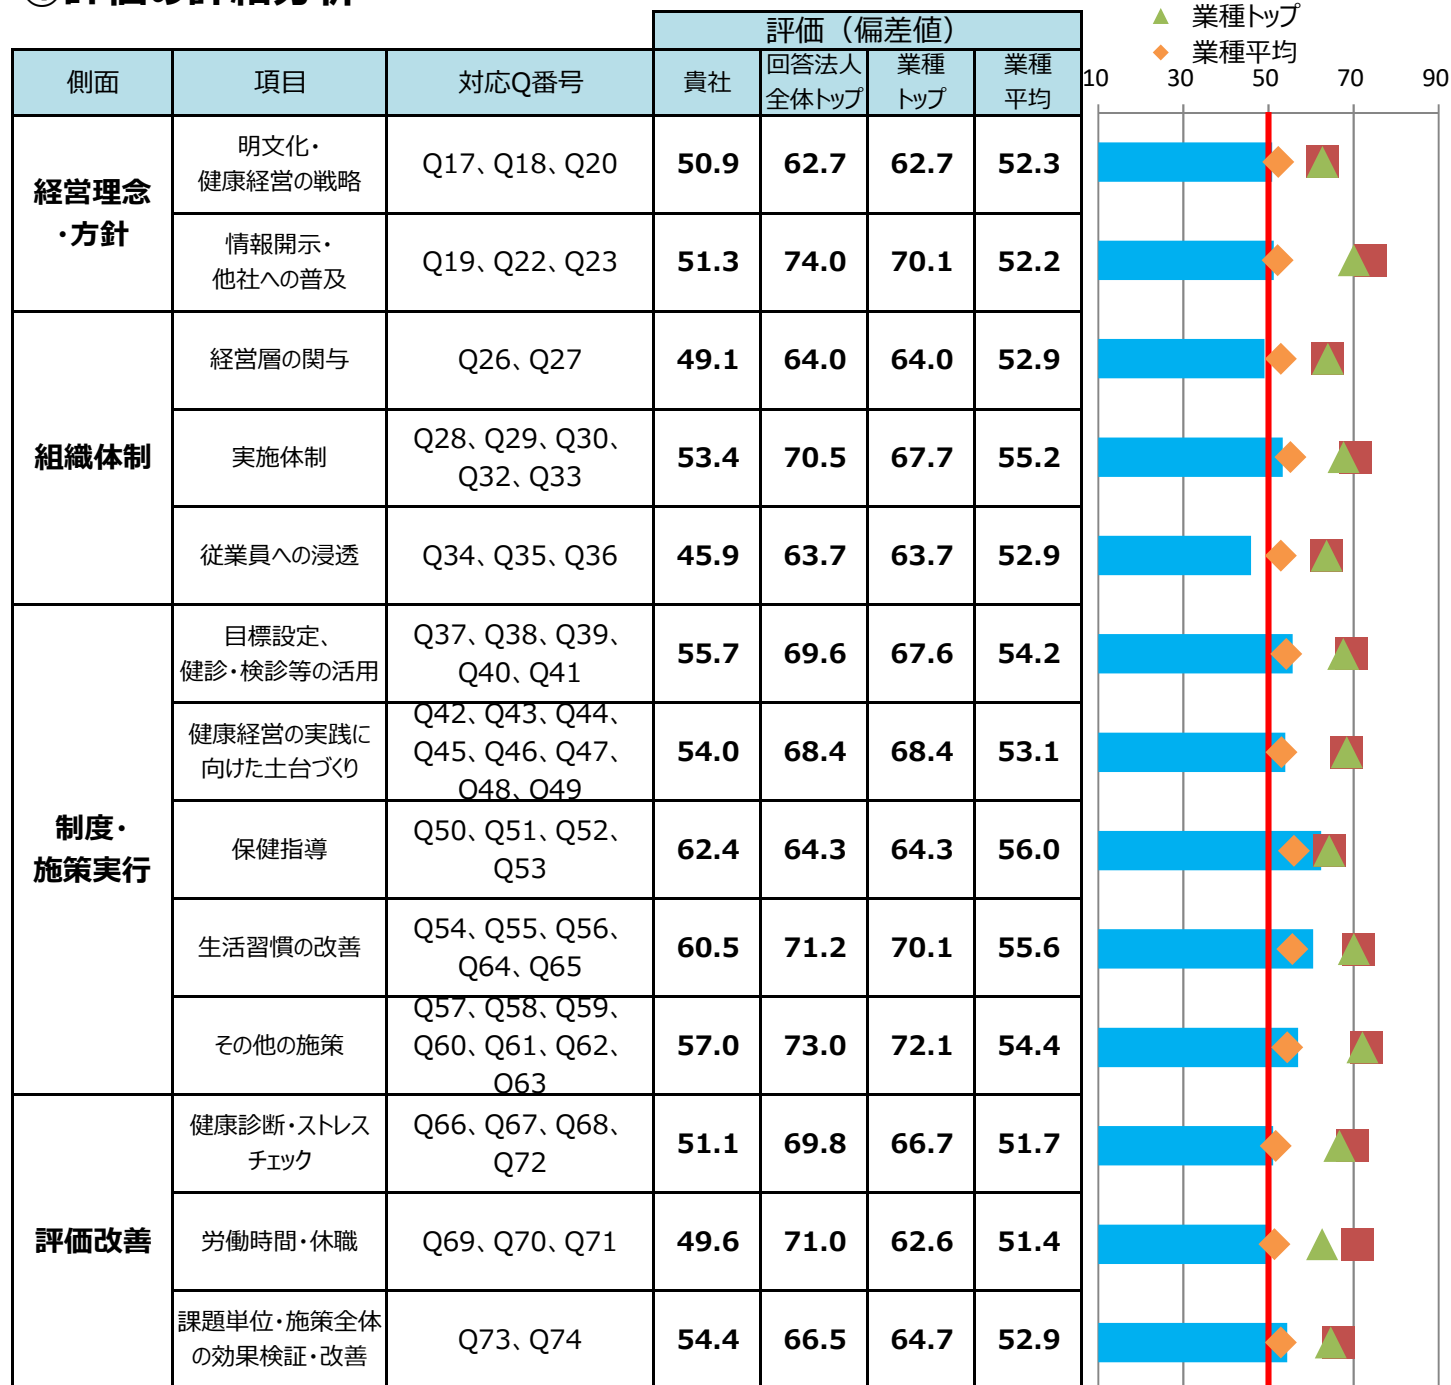 ④評価の詳細分析
▲ 業種トップ
◆ 業種平均
評価（偏差値）
側面 項目 対応Q番号 貴社 回答法人全体トップ 業種トップ 業種平均
10 30 50 70 90
経営理念・方針
明文化・健康経営の戦略 Q17、Q18、Q20 50.9 62.7 62.7 52.3
情報開示・他社への普及 Q19、Q22、Q23 51.3 74.0 70.1 52.2
組織体制
経営層の関与 Q26、Q27 49.1 64.0 64.0 52.9
実施体制 Q28、Q29、Q30、Q32、Q33 53.4 70.5 67.7 55.2
従業員への浸透 Q34、Q35、Q36 45.9 63.7 63.7 52.9
制度・施策実行
目標設定、健診・検診等の活用 Q37、Q38、Q39、Q40、Q41 55.7 69.6 67.6 54.2
健康経営の実践に向けた土台づくり Q42、Q43、Q44、Q45、Q46、Q47、Q48、Q49 54.0 68.4 68.4 53.1
保健指導 Q50、Q51、Q52、Q53 62.4 64.3 64.3 56.0
生活習慣の改善 Q54、Q55、Q56、Q64、Q65 60.5 71.2 70.1 55.6
その他の施策 Q57、Q58、Q59、Q60、Q61、Q62、Q63 57.0 73.0 72.1 54.4
評価改善
健康診断・ストレスチェック Q66、Q67、Q68、Q72 51.1 69.8 66.7 51.7
労働時間・休職 Q69、Q70、Q71 49.6 71.0 62.6 51.4
課題単位・施策全体の効果検証・改善 Q73、Q74 54.4 66.5 64.7 52.9